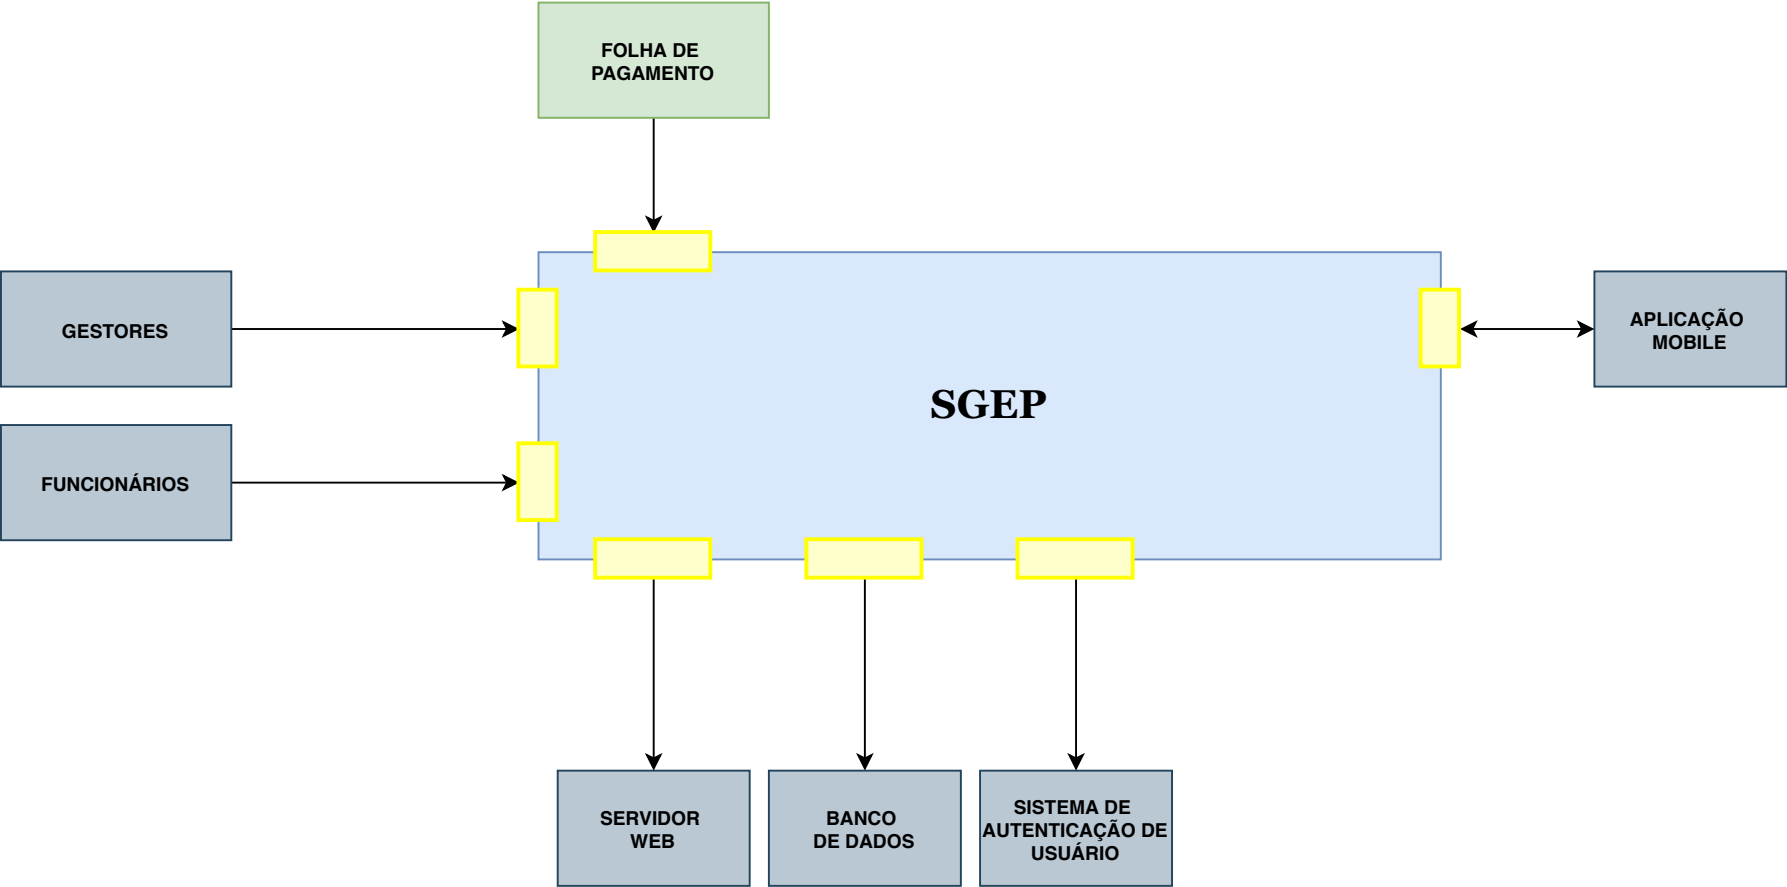 FOLHA DE
PAGAMENTO
GESTORES
APLICAÇÃO
MOBILE
SGEP
FUNCIONÁRIOS
SERVIDOR
WEB
BANCO
DE DADOS
SISTEMA DE
AUTENTICAÇÃO DE
USUÁRIO